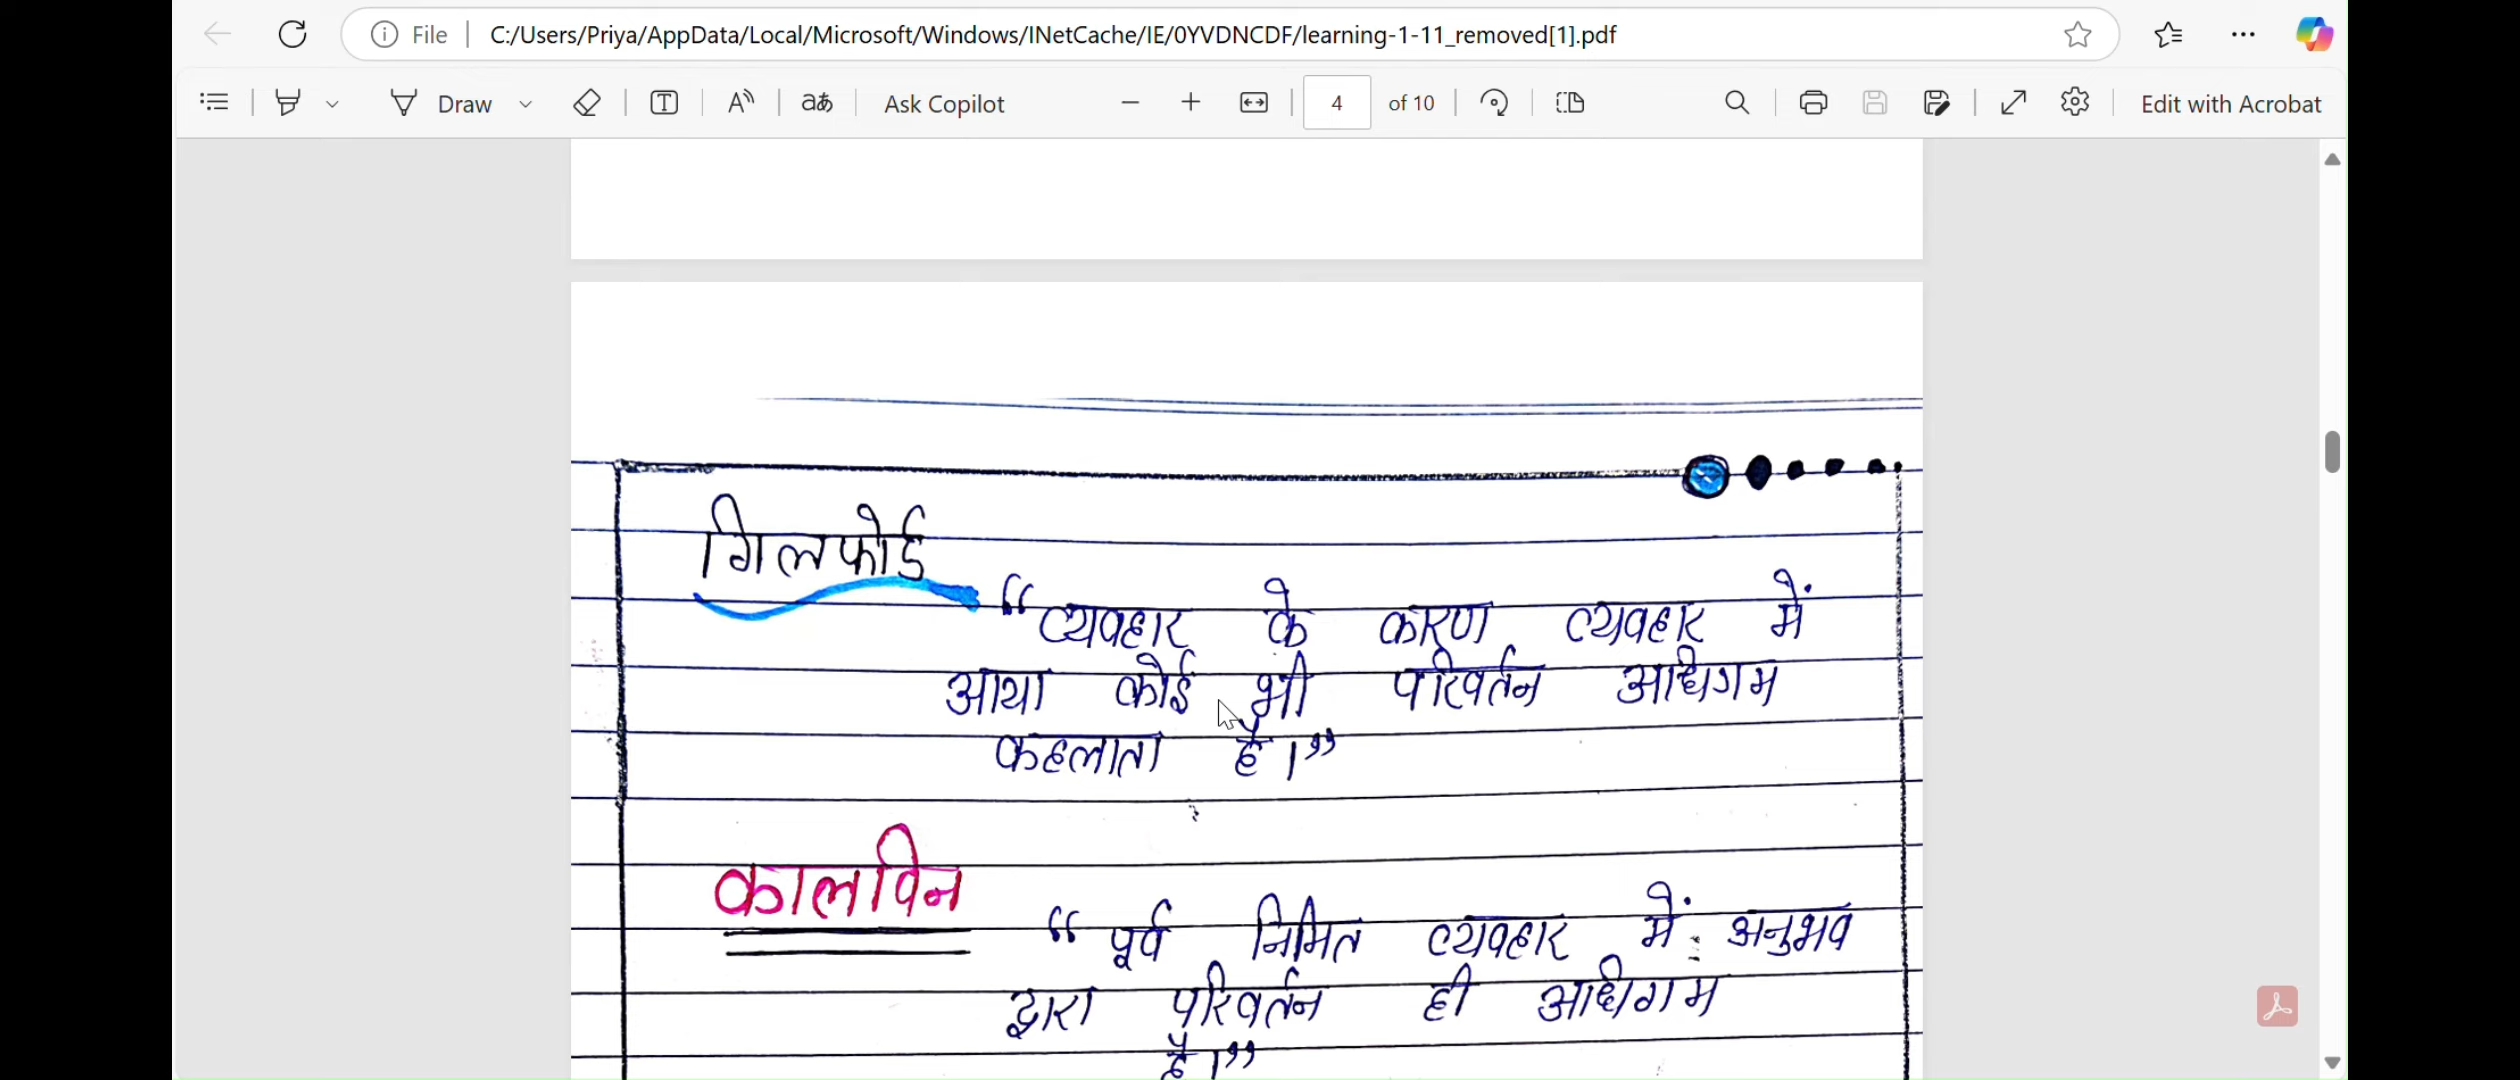 File
C:/Users/Priya/AppData/Local/Microsoft/Windows/INetCache/IE/0YVDNCDF/learning-1-11_removed[1].pdf
Draw
Ask Copilot
4 of 10
Edit with Acrobat
गिलफोर्ड
“व्यवहार के कारण व्यवहार में
आया कोई भी परिवर्तन अधिगम
कहलाता है।”
कालविन
“पूर्व निमित व्यवहार में अनुभव
द्वारा परिवर्तन ही अधिगम
है।”